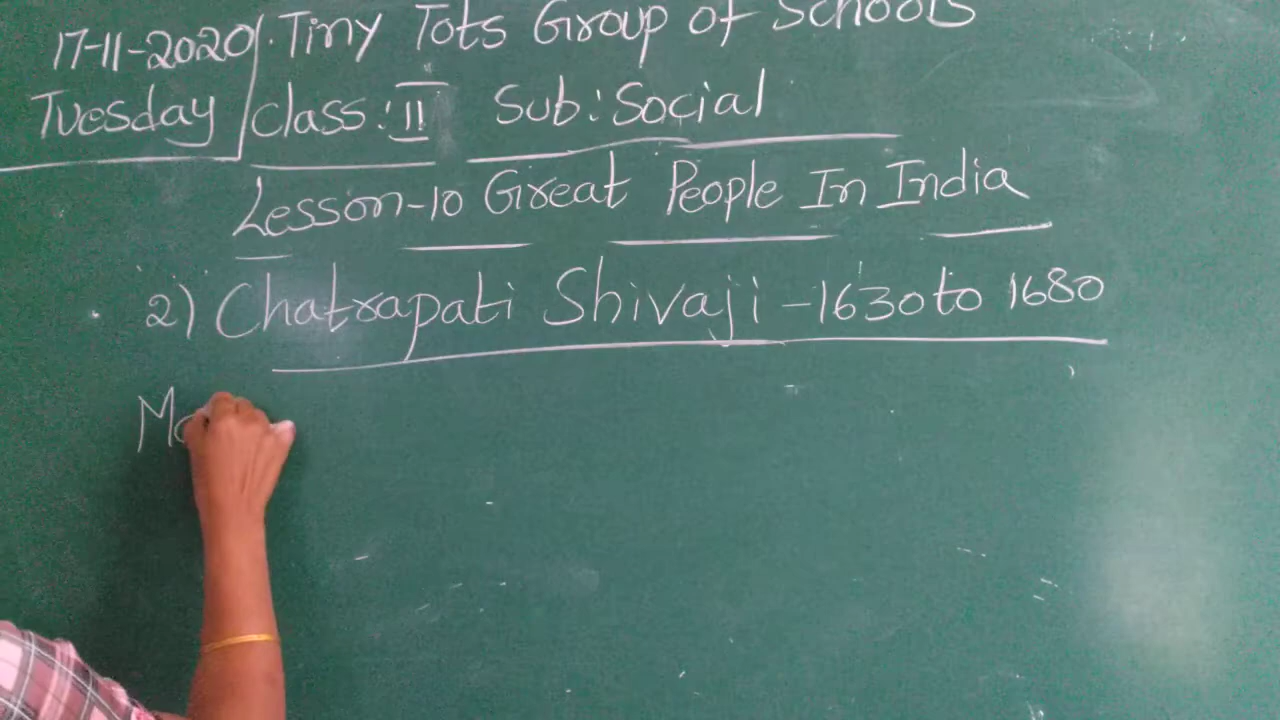 17-11-2020 . Tiny Tots Group of Schools
Tuesday class : II Sub : Social
Lesson-10 Great People In India
2) Chatrapati Shivaji - 1630 to 1680